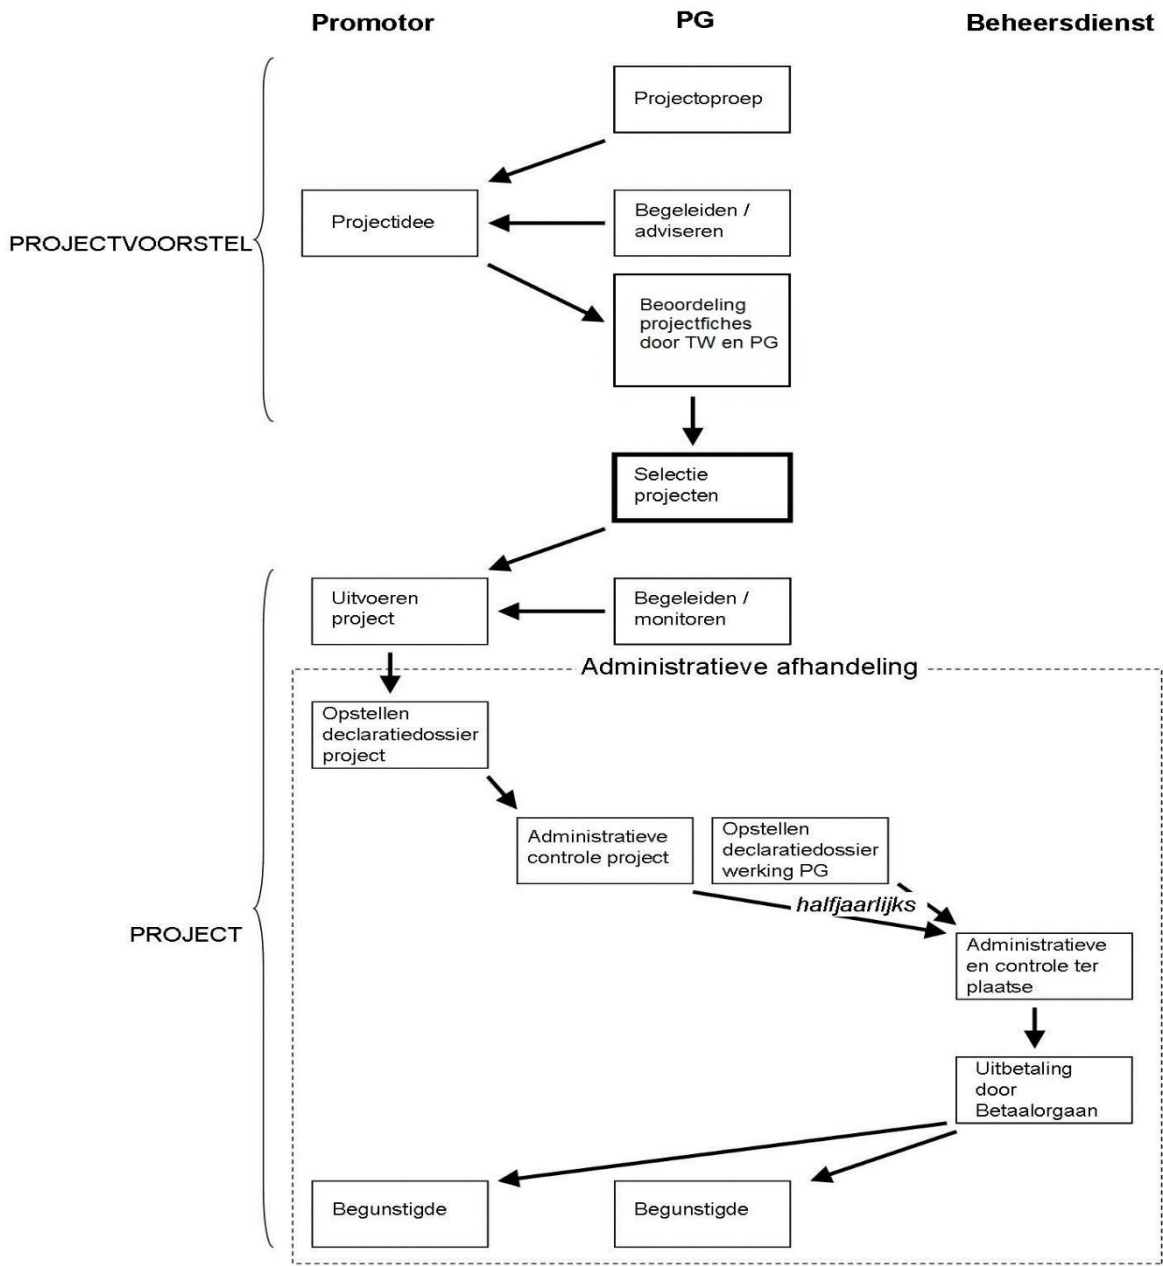 Promotor
PG
Beheersdienst
Projectoproep
PROJECTVOORSTEL
Projectidee
Begeleiden /
adviseren
Beoordeling
projectfiches
door TW en PG
Selectie
projecten
PROJECT
Uitvoeren
project
Begeleiden /
monitoren
Administratieve afhandeling
Opstellen
declaratiedossier
project
Administratieve
controle project
Opstellen
declaratiedossier
werking PG
halfjaarlijks
Administratieve
en controle ter
plaatse
Uitbetaling
door
Betaalorgaan
Begunstigde
Begunstigde